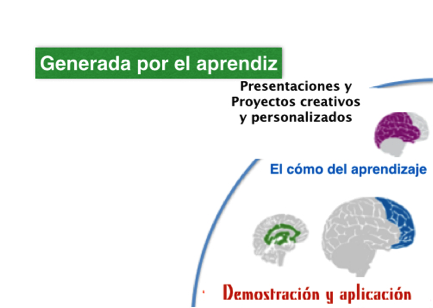 Generada por el aprendiz
Presentaciones y
Proyectos creativos
y personalizados
El cómo del aprendizaje
Demostración y aplicación